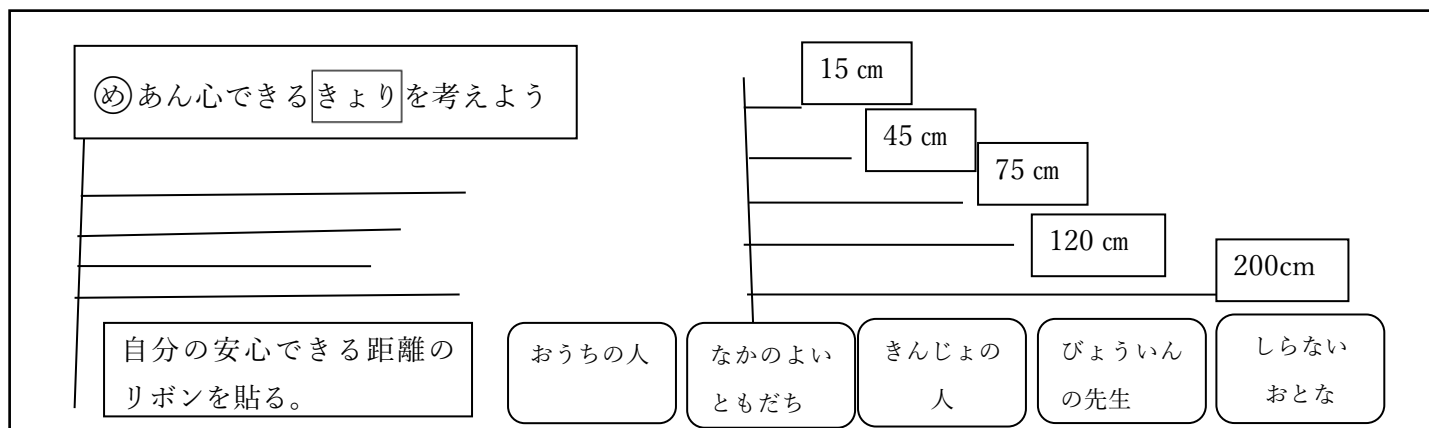 ㋱あん心できるきょりを考えよう
15 ㎝
45 ㎝
75 ㎝
120 ㎝
200cm
自分の安心できる距離の
リボンを貼る。
おうちの人
なかのよい
ともだち
きんじょの
人
びょういん
の先生
しらない
おとな